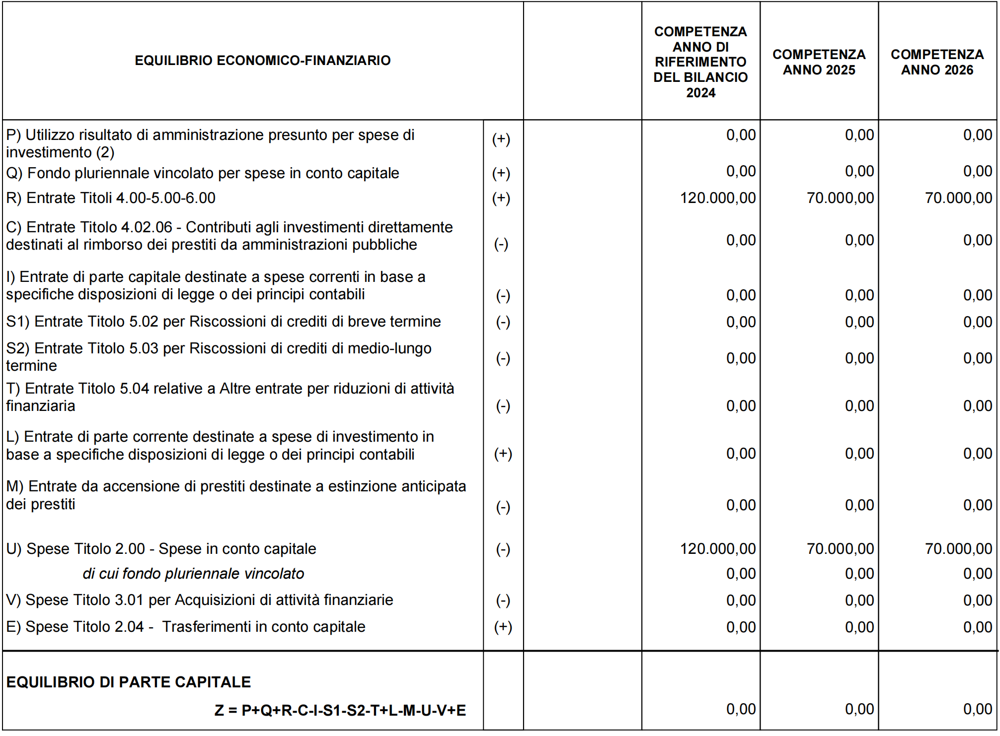 EQUILIBRIO ECONOMICO-FINANZIARIO
COMPETENZA
ANNO DI
RIFERIMENTO
DEL BILANCIO
2024
COMPETENZA
ANNO 2025
COMPETENZA
ANNO 2026
P) Utilizzo risultato di amministrazione presunto per spese di
investimento (2)
(+) 0,00 0,00 0,00
Q) Fondo pluriennale vincolato per spese in conto capitale (+) 0,00 0,00 0,00
R) Entrate Titoli 4.00-5.00-6.00 (+) 120.000,00 70.000,00 70.000,00
C) Entrate Titolo 4.02.06 - Contributi agli investimenti direttamente
destinati al rimborso dei prestiti da amministrazioni pubbliche (-) 0,00 0,00 0,00
I) Entrate di parte capitale destinate a spese correnti in base a
specifiche disposizioni di legge o dei principi contabili (-) 0,00 0,00 0,00
S1) Entrate Titolo 5.02 per Riscossioni di crediti di breve termine (-) 0,00 0,00 0,00
S2) Entrate Titolo 5.03 per Riscossioni di crediti di medio-lungo
termine (-) 0,00 0,00 0,00
T) Entrate Titolo 5.04 relative a Altre entrate per riduzioni di attività
finanziaria (-) 0,00 0,00 0,00
L) Entrate di parte corrente destinate a spese di investimento in
base a specifiche disposizioni di legge o dei principi contabili (+) 0,00 0,00 0,00
M) Entrate da accensione di prestiti destinate a estinzione anticipata
dei prestiti (-) 0,00 0,00 0,00
U) Spese Titolo 2.00 - Spese in conto capitale (-) 120.000,00 70.000,00 70.000,00
di cui fondo pluriennale vincolato 0,00 0,00 0,00
V) Spese Titolo 3.01 per Acquisizioni di attività finanziarie (-) 0,00 0,00 0,00
E) Spese Titolo 2.04 - Trasferimenti in conto capitale (+) 0,00 0,00 0,00
EQUILIBRIO DI PARTE CAPITALE
Z = P+Q+R-C-I-S1-S2-T+L-M-U-V+E 0,00 0,00 0,00